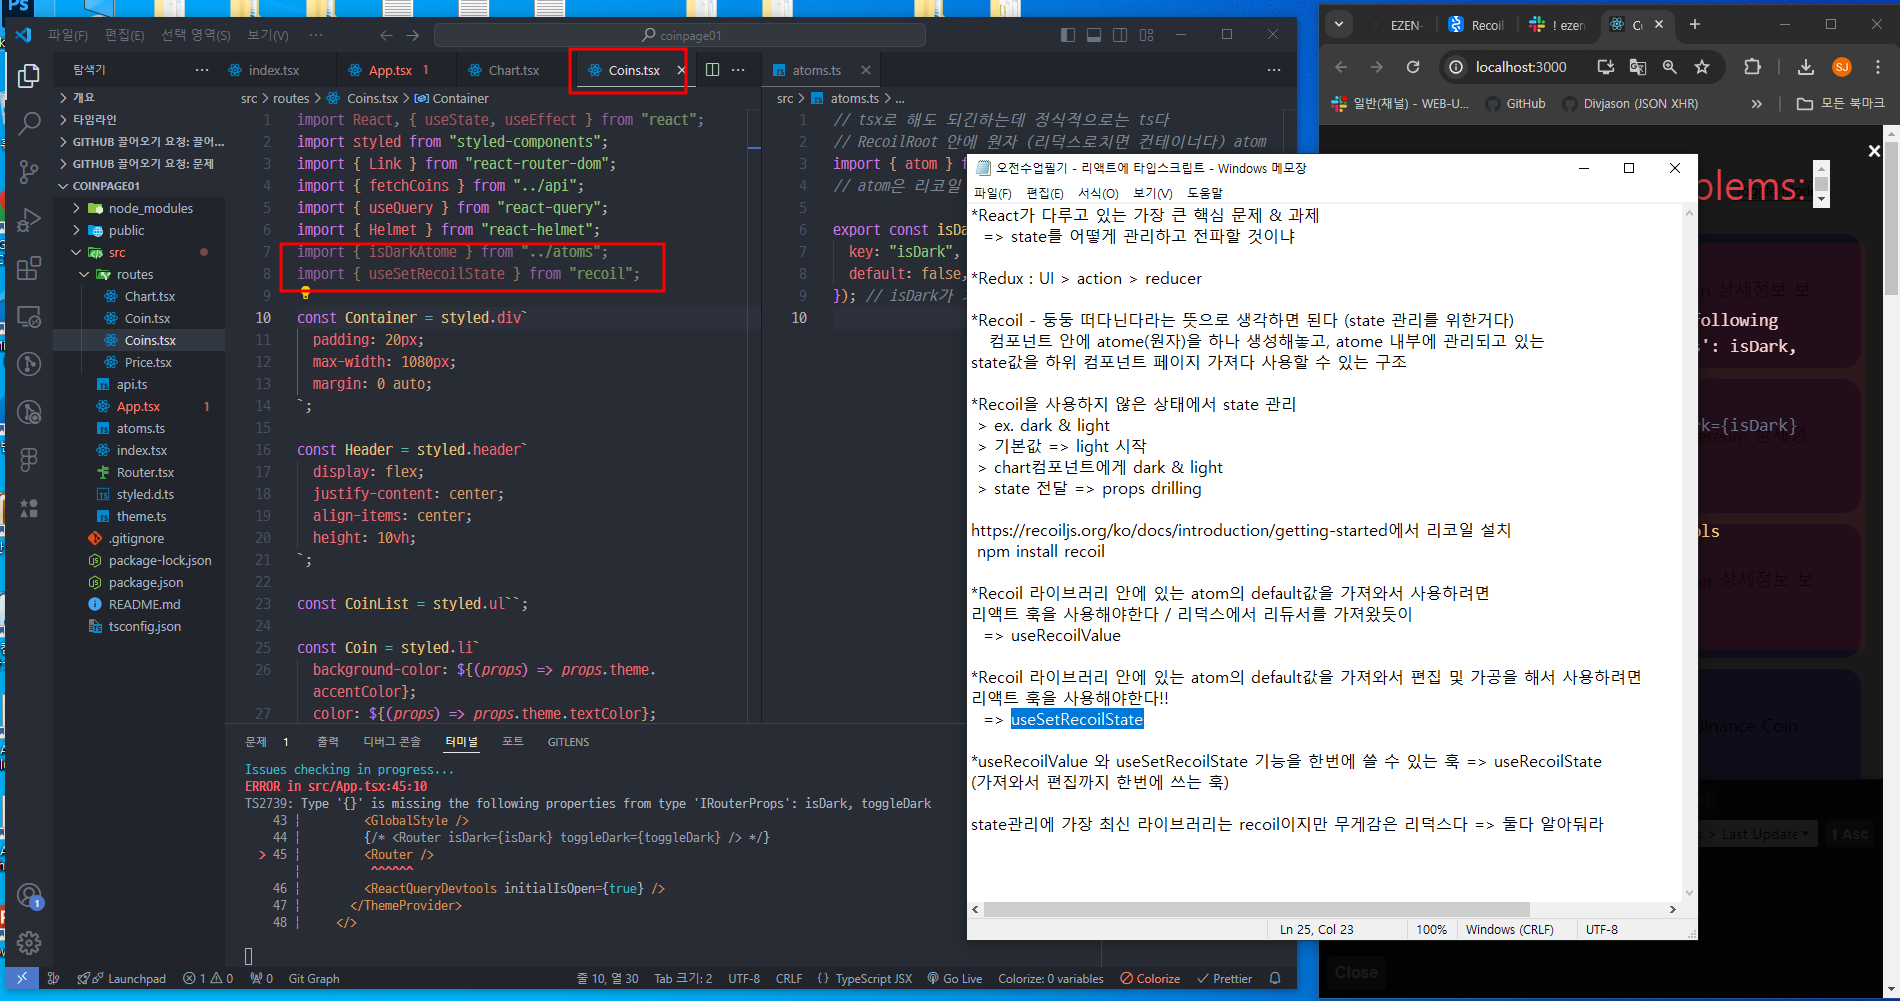 파일(F) 편집(E) 선택 영역(S) 보기(V) ···
coinpage01
탐색기
index.tsx
App.tsx 1
Chart.tsx
Coins.tsx
atoms.ts
src > routes > Coins.tsx > Container
src > atoms.ts > ...
개요
타임라인
GITHUB 끌어오기 요청: 끌어...
GITHUB 끌어오기 요청: 문제
COINPAGE01
node_modules
public
src
routes
Chart.tsx
Coin.tsx
Coins.tsx
Price.tsx
api.ts
App.tsx 1
atoms.ts
index.tsx
Router.tsx
styled.d.ts
theme.ts
.gitignore
package-lock.json
package.json
README.md
tsconfig.json
1 import React, { useState, useEffect } from "react";
2 import styled from "styled-components";
3 import { Link } from "react-router-dom";
4 import { fetchCoins } from "../api";
5 import { useQuery } from "react-query";
6 import { Helmet } from "react-helmet";
7 import { isDarkAtome } from "../atoms";
8 import { useSetRecoilState } from "recoil";
9
10 const Container = styled.div`
11 padding: 20px;
12 max-width: 1080px;
13 margin: 0 auto;
14 `;
15
16 const Header = styled.header`
17 display: flex;
18 justify-content: center;
19 align-items: center;
20 height: 10vh;
21 `;
22
23 const CoinList = styled.ul``;
24
25 const Coin = styled.li`
26 background-color: ${(props) => props.theme.
accentColor};
27 color: ${(props) => props.theme.textColor};
1 // tsx로 해도 되긴하는데 정식적으로는 ts다
2 // RecoilRoot 안에 원자 (리덕스로치면 컨테이너다) atom
3 import { atom } f
4 // atom은 리코일
5
6 export const isDa
7 key: "isDark",
8 default: false,
9 }); // isDark가
10
문제 1 출력 디버그 콘솔 터미널 포트 GITLENS
Issues checking in progress...
ERROR in src/App.tsx:45:10
TS2739: Type '{}' is missing the following properties from type 'IRouterProps': isDark, toggleDark
43 | <GlobalStyle />
44 | {/* <Router isDark={isDark} toggleDark={toggleDark} /> */}
> 45 | <Router />
| ^^^^^^
46 | <ReactQueryDevtools initialIsOpen={true} />
47 | </ThemeProvider>
48 | </>
1
Launchpad 1 0 0 Git Graph
줄 10, 열 30 Tab 크기: 2 UTF-8 CRLF {} TypeScript JSX Go Live Colorize: 0 variables Colorize Prettier
오전수업필기 - 리액트에 타입스크립트 - Windows 메모장
파일(F) 편집(E) 서식(O) 보기(V) 도움말
*React가 다루고 있는 가장 큰 핵심 문제 & 과제
=> state를 어떻게 관리하고 전파할 것이냐
*Redux : UI > action > reducer
*Recoil - 둥둥 떠다닌다라는 뜻으로 생각하면 된다 (state 관리를 위한거다)
컴포넌트 안에 atome(원자)을 하나 생성해놓고, atome 내부에 관리되고 있는
state값을 하위 컴포넌트 페이지 가져다 사용할 수 있는 구조
*Recoil을 사용하지 않은 상태에서 state 관리
> ex. dark & light
> 기본값 => light 시작
> chart컴포넌트에게 dark & light
> state 전달 => props drilling
https://recoiljs.org/ko/docs/introduction/getting-started에서 리코일 설치
npm install recoil
*Recoil 라이브러리 안에 있는 atom의 default값을 가져와서 사용하려면
리액트 훅을 사용해야한다 / 리덕스에서 리듀서를 가져왔듯이
=> useRecoilValue
*Recoil 라이브러리 안에 있는 atom의 default값을 가져와서 편집 및 가공을 해서 사용하려면
리액트 훅을 사용해야한다!!
=> useSetRecoilState
*useRecoilValue 와 useSetRecoilState 기능을 한번에 쓸 수 있는 훅 => useRecoilState
(가져와서 편집까지 한번에 쓰는 훅)
state관리에 가장 최신 라이브러리는 recoil이지만 무게감은 리덕스다 => 둘다 알아둬라
Ln 25, Col 23 100% Windows (CRLF) UTF-8
EZEN-
Recoil
! ezen
localhost:3000
SJ
일반(채널) - WEB-U...
GitHub
Divjason (JSON XHR)
모든 북마크
blems:
상세정보 보
ollowing
s': isDark,
k={isDark}
ols
상세정보 보
inance Coin
> Last Update
Asc
Close
Ps